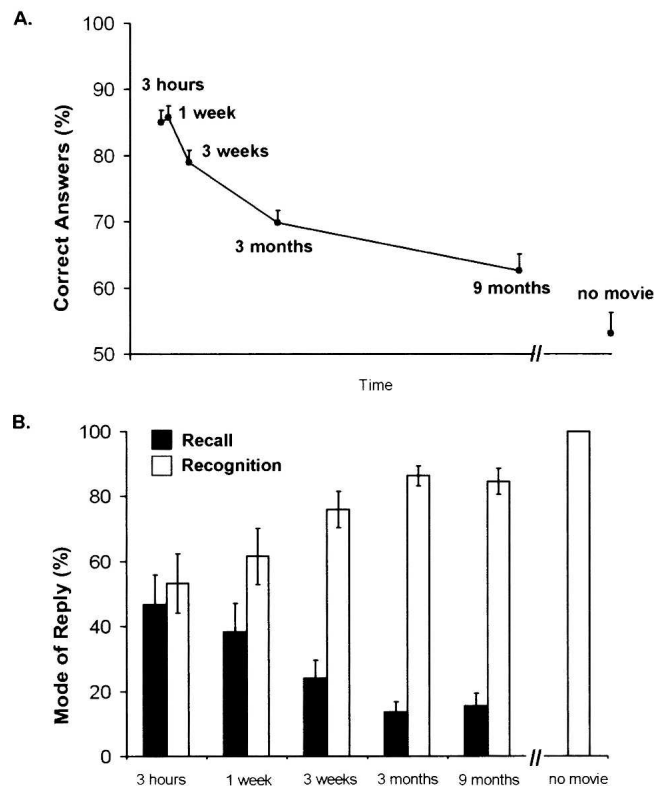 A.
100
90
80
70
60
50
Correct Answers (%)
3 hours
1 week
3 weeks
3 months
9 months
no movie
//
Time
B.
100
80
60
40
20
0
Mode of Reply (%)
Recall
Recognition
3 hours 1 week 3 weeks 3 months 9 months // no movie